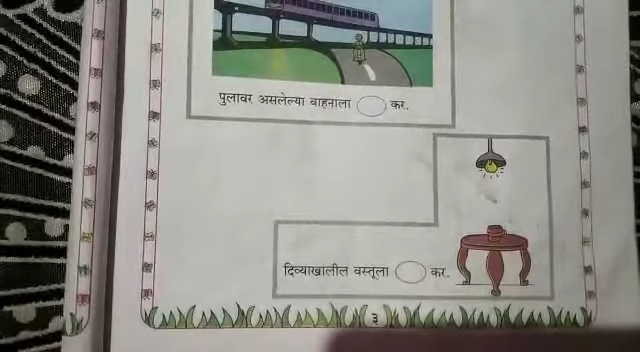 पुलावर असलेल्या वाहनाला कर.
दिव्याखालील वस्तूला कर.
३